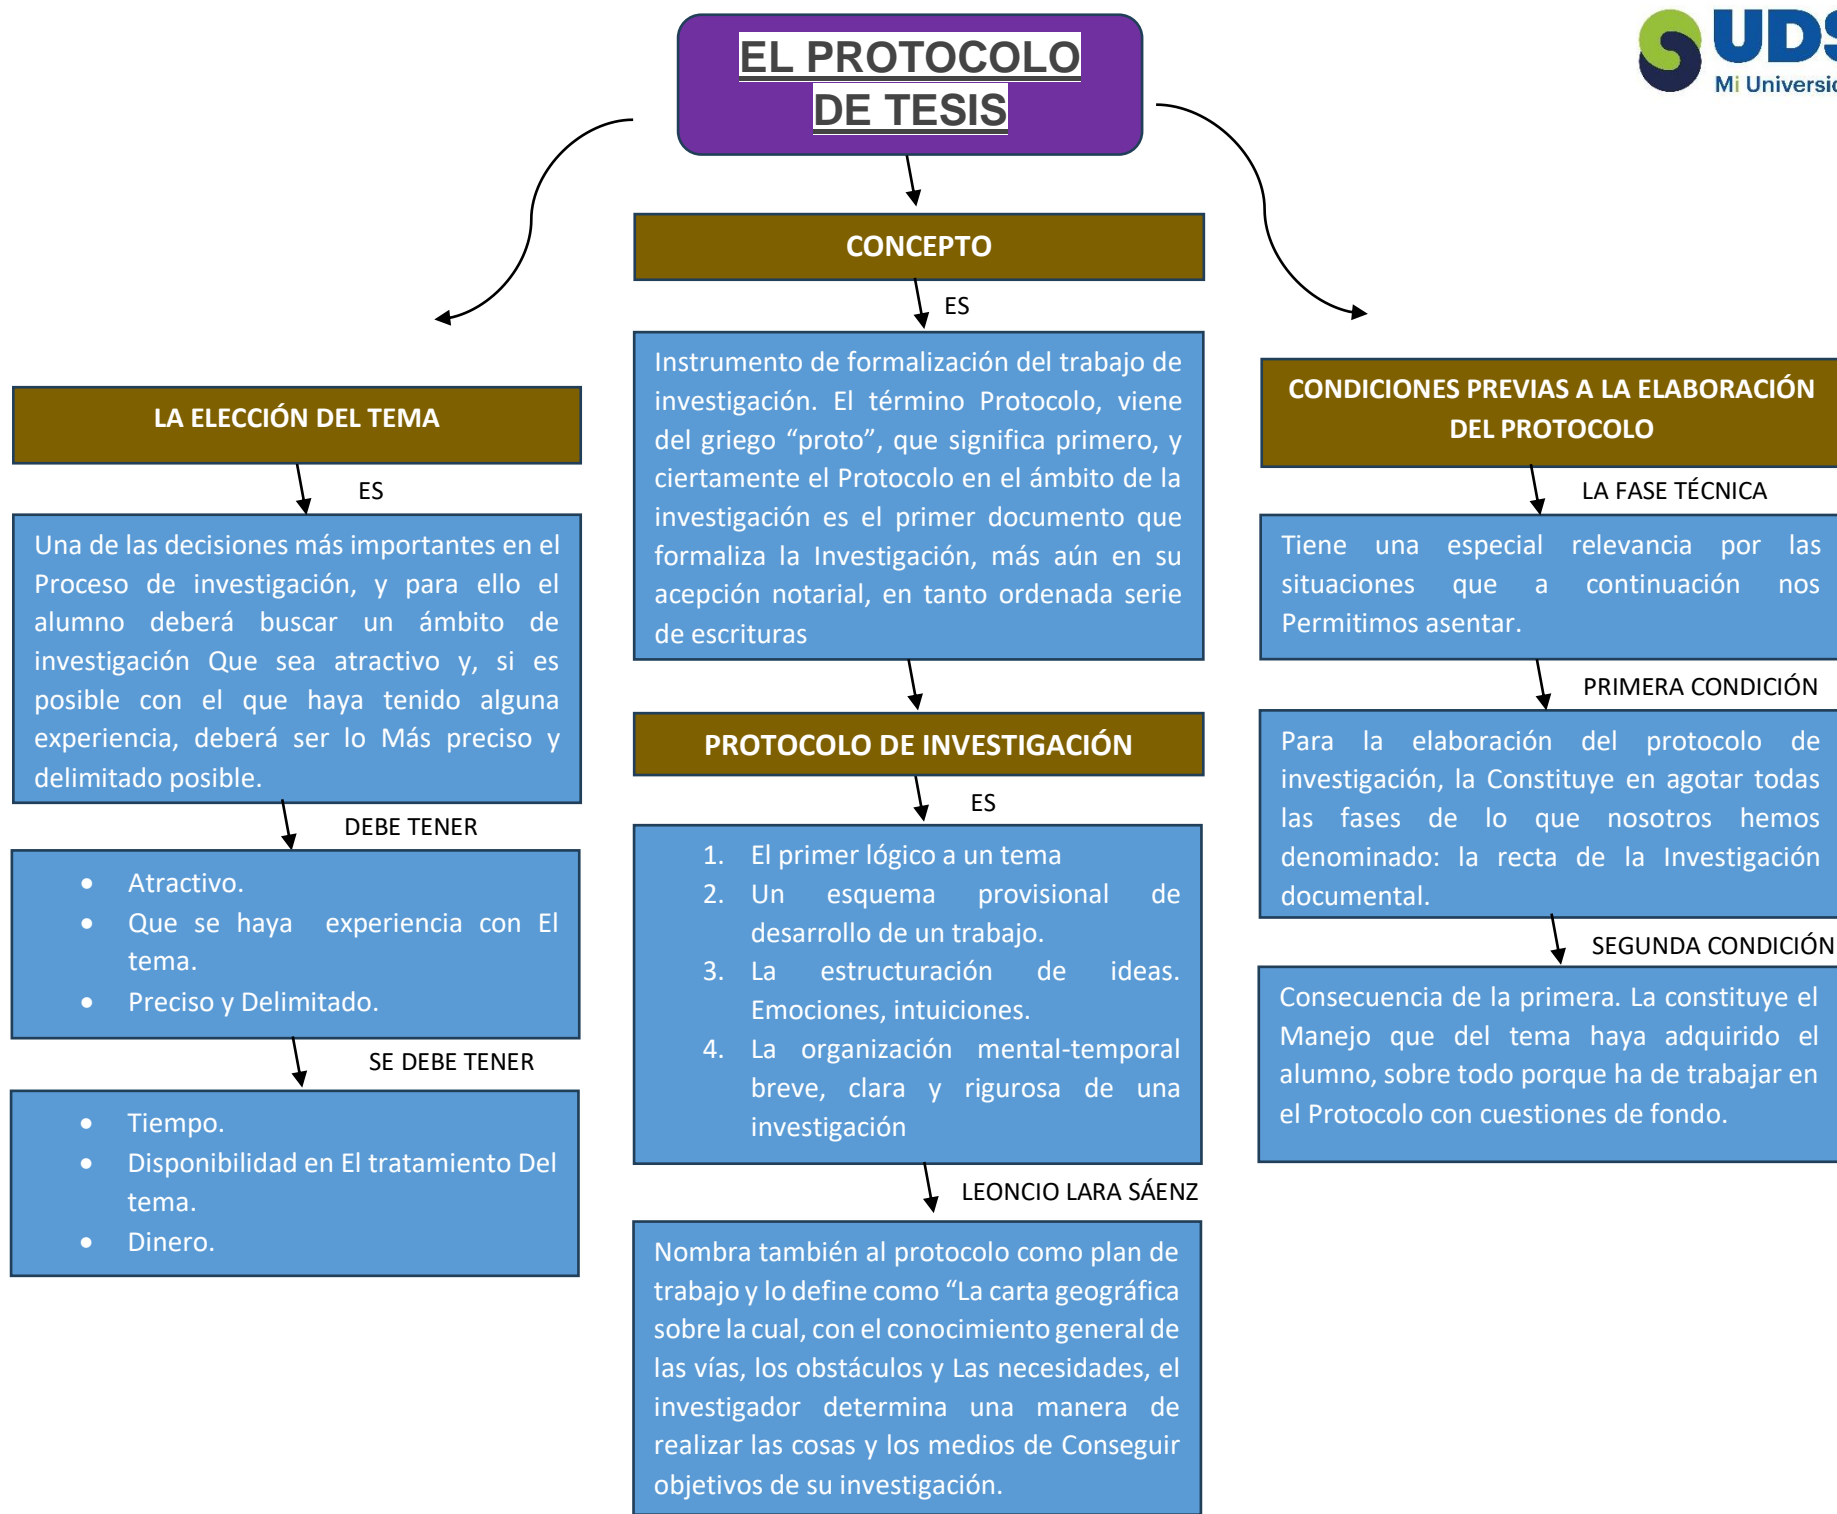 EL PROTOCOLO
DE TESIS
Mi
CONCEPTO
ES
Instrumento de formalización del trabajo de
investigación. El término Protocolo, viene
del griego “proto”, que significa primero, y
ciertamente el Protocolo en el ámbito de la
investigación es el primer documento que
formaliza la Investigación, más aún en su
acepción notarial, en tanto ordenada serie
de escrituras
PROTOCOLO DE INVESTIGACIÓN
ES
1. El primer lógico a un tema
2. Un esquema provisional de
desarrollo de un trabajo.
3. La estructuración de ideas.
Emociones, intuiciones.
4. La organización mental-temporal
breve, clara y rigurosa de una
investigación
LEONCIO LARA SÁENZ
Nombra también al protocolo como plan de
trabajo y lo define como “La carta geográfica
sobre la cual, con el conocimiento general de
las vías, los obstáculos y Las necesidades, el
investigador determina una manera de
realizar las cosas y los medios de Conseguir
objetivos de su investigación.
LA ELECCIÓN DEL TEMA
ES
Una de las decisiones más importantes en el
Proceso de investigación, y para ello el
alumno deberá buscar un ámbito de
investigación Que sea atractivo y, si es
posible con el que haya tenido alguna
experiencia, deberá ser lo Más preciso y
delimitado posible.
DEBE TENER
• Atractivo.
• Que se haya experiencia con El
tema.
• Preciso y Delimitado.
SE DEBE TENER
• Tiempo.
• Disponibilidad en El tratamiento Del
tema.
• Dinero.
CONDICIONES PREVIAS A LA ELABORACIÓN
DEL PROTOCOLO
LA FASE TÉCNICA
Tiene una especial relevancia por las
situaciones que a continuación nos
Permitimos asentar.
PRIMERA CONDICIÓN
Para la elaboración del protocolo de
investigación, la Constituye en agotar todas
las fases de lo que nosotros hemos
denominado: la recta de la Investigación
documental.
SEGUNDA CONDICIÓN
Consecuencia de la primera. La constituye el
Manejo que del tema haya adquirido el
alumno, sobre todo porque ha de trabajar en
el Protocolo con cuestiones de fondo.